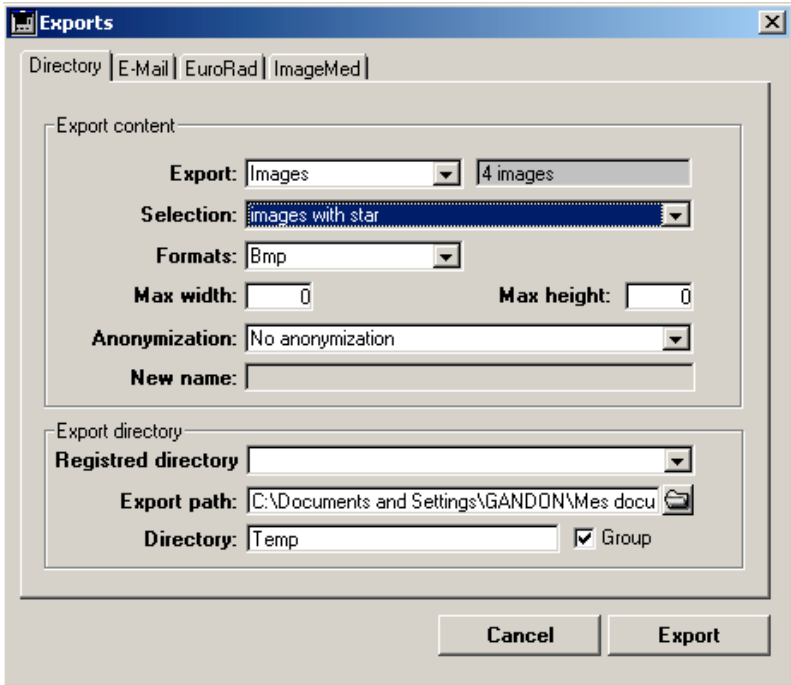 Exports
Directory E-Mail EuroRad ImageMed
Export content
Export: Images 4 images
Selection: images with star
Formats: Bmp
Max width: 0 Max height: 0
Anonymization: No anonymization
New name:
Export directory
Registred directory
Export path: C:\Documents and Settings\GANDON\Mes docu
Directory: Temp Group
Cancel Export